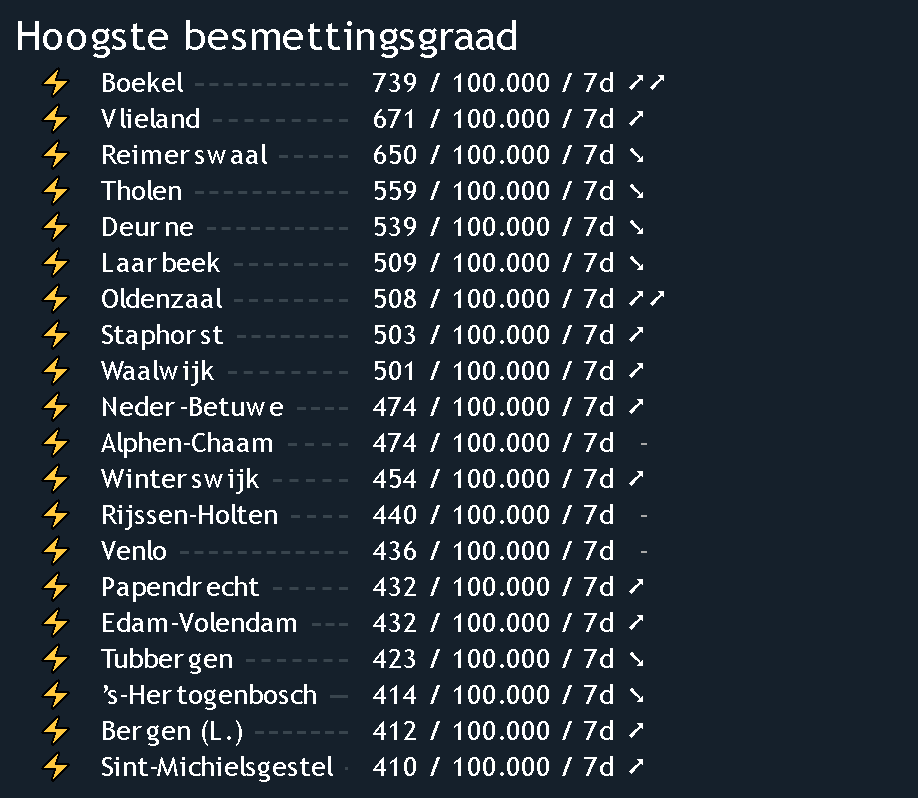 Hoogste besmettingsgraad
⚡ Boekel ----------- 739 / 100.000 / 7d ➚➚
⚡ Vlieland --------- 671 / 100.000 / 7d ➚
⚡ Reimerswaal ----- 650 / 100.000 / 7d ➘
⚡ Tholen ----------- 559 / 100.000 / 7d ➘
⚡ Deurne ---------- 539 / 100.000 / 7d ➘
⚡ Laarbeek -------- 509 / 100.000 / 7d ➘
⚡ Oldenzaal -------- 508 / 100.000 / 7d ➚➚
⚡ Staphorst -------- 503 / 100.000 / 7d ➚
⚡ Waalwijk -------- 501 / 100.000 / 7d ➚
⚡ Neder-Betuwe ---- 474 / 100.000 / 7d ➚
⚡ Alphen-Chaam ---- 474 / 100.000 / 7d -
⚡ Winterswijk ----- 454 / 100.000 / 7d ➚
⚡ Rijssen-Holten ---- 440 / 100.000 / 7d -
⚡ Venlo ------------ 436 / 100.000 / 7d -
⚡ Papendrecht ----- 432 / 100.000 / 7d ➚
⚡ Edam-Volendam --- 432 / 100.000 / 7d ➚
⚡ Tubbergen ------- 423 / 100.000 / 7d ➘
⚡ ’s-Hertogenbosch — 414 / 100.000 / 7d ➘
⚡ Bergen (L.) ------- 412 / 100.000 / 7d ➚
⚡ Sint-Michielsgestel · 410 / 100.000 / 7d ➚